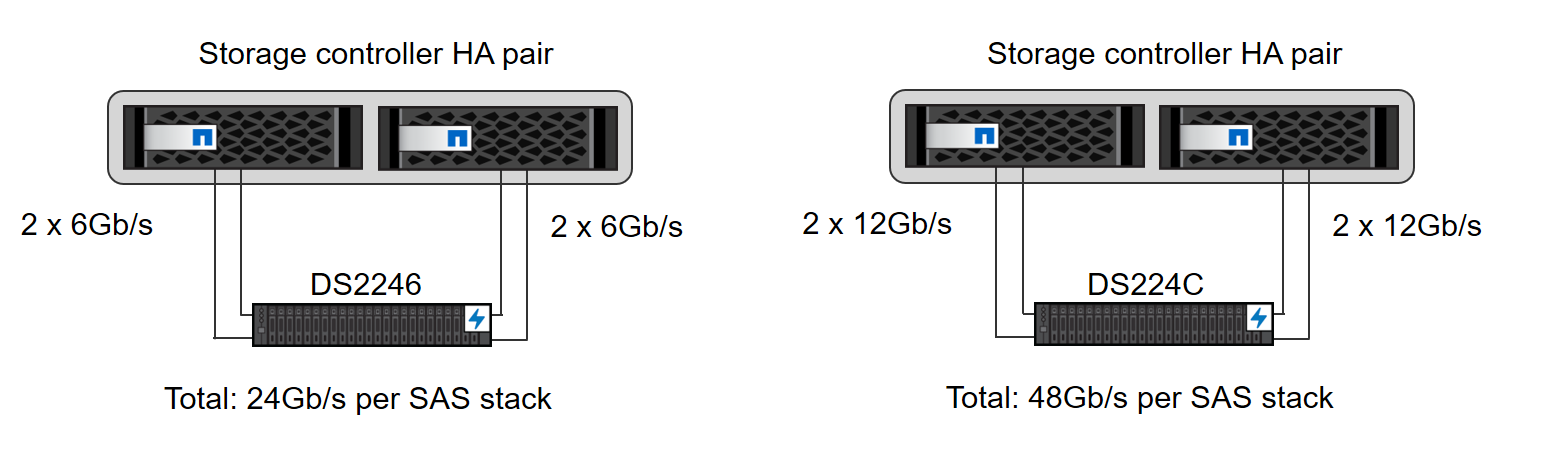 Storage controller HA pair
2 x 6Gb/s
2 x 6Gb/s
DS2246
Total: 24Gb/s per SAS stack
Storage controller HA pair
2 x 12Gb/s
2 x 12Gb/s
DS224C
Total: 48Gb/s per SAS stack